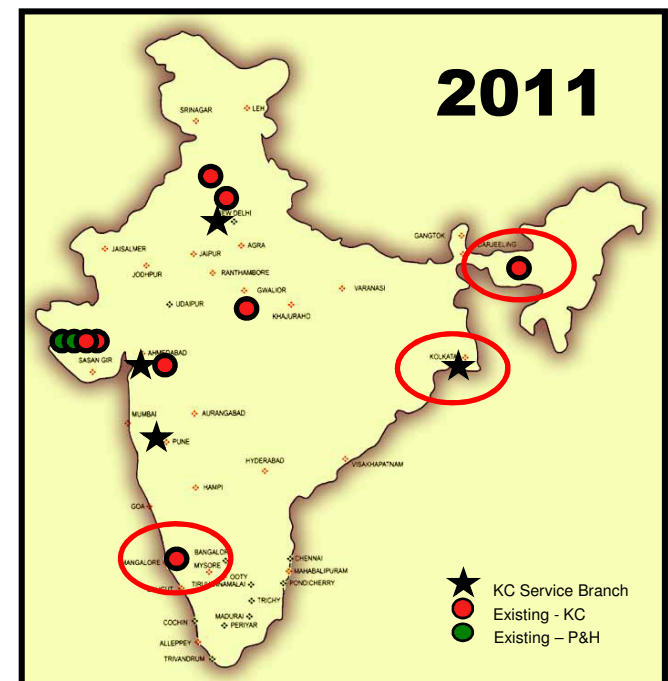 2011
SRINAGAR
LEH
EW DELHI
GANGTOK
DARJEELING
JAISALMER
JAIPUR
AGRA
JODHPUR
RANTHAMBORE
UDAIPUR
GWALIOR
VARANASI
KHAJURAHO
AHMEDABAD
SASAN GIR
KOLKATA
MUMBAI
AURANGABAD
PUNE
HYDERABAD
VISAKHAPATNAM
HAMPI
GOA
MANGALORE
BANGALOR
CHENNAI
MYSORE
MAHABALIPURAM
OOTY
PONDICHERRY
TRICHY
MADURAI
COCHIN
PERIYAR
ALLEPPEY
TRIVANDRUM
KC Service Branch
Existing - KC
Existing – P&H